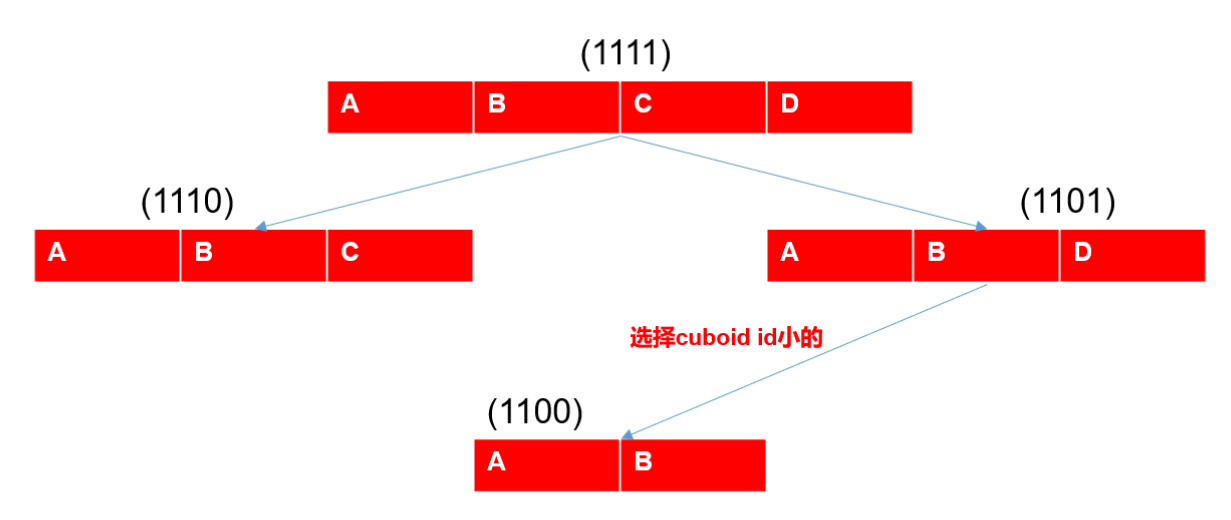 (1111)
A B C D
(1110)
(1101)
A B C
A B D
选择cuboid id小的
(1100)
A B